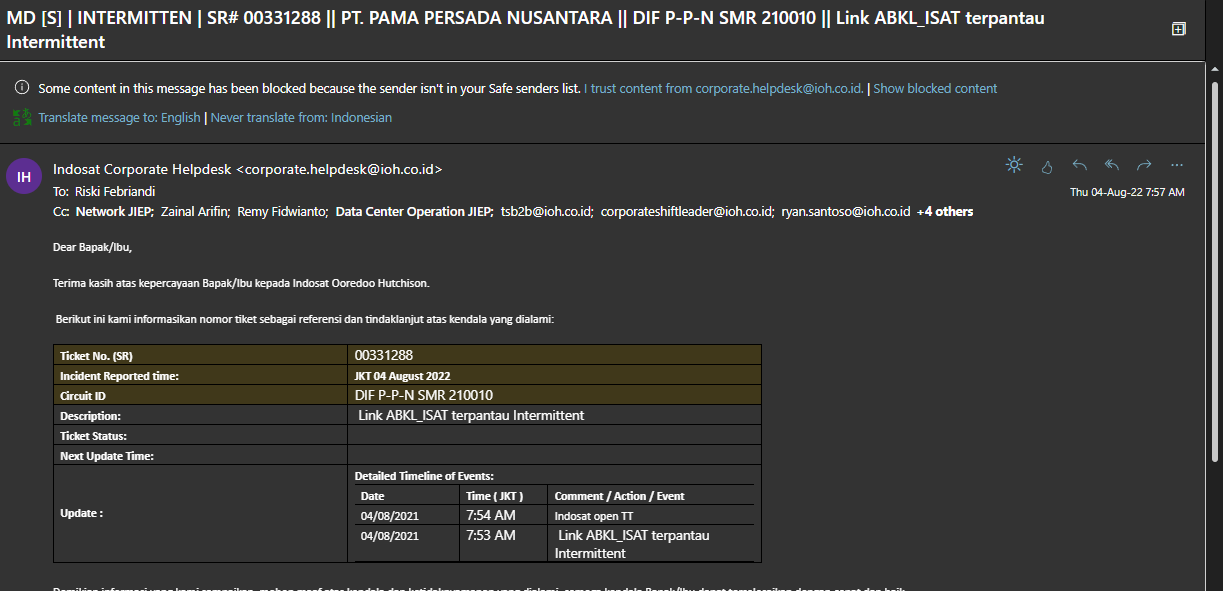 MD [S] | INTERMITTEN | SR# 00331288 || PT. PAMA PERSADA NUSANTARA || DIF P-P-N SMR 210010 || Link ABKL_ISAT terpantau
Intermittent
Some content in this message has been blocked because the sender isn't in your Safe senders list. I trust content from corporate.helpdesk@ioh.co.id. | Show blocked content
Translate message to: English | Never translate from: Indonesian
IH
Indosat Corporate Helpdesk <corporate.helpdesk@ioh.co.id>
To: Riski Febriandi
Thu 04-Aug-22 7:57 AM
Cc: Network JIEP; Zainal Arifin; Remy Fidwianto; Data Center Operation JIEP; tsb2b@ioh.co.id; corporateshiftleader@ioh.co.id; ryan.santoso@ioh.co.id +4 others
Dear Bapak/Ibu,
Terima kasih atas kepercayaan Bapak/Ibu kepada Indosat Ooredoo Hutchison.
Berikut ini kami informasikan nomor tiket sebagai referensi dan tindaklanjut atas kendala yang dialami:
Ticket No. (SR) 00331288
Incident Reported time: JKT 04 August 2022
Circuit ID DIF P-P-N SMR 210010
Description: Link ABKL_ISAT terpantau Intermittent
Ticket Status:
Next Update Time:
Update :
Detailed Timeline of Events:
Date Time ( JKT ) Comment / Action / Event
04/08/2021 7:54 AM Indosat open TT
04/08/2021 7:53 AM Link ABKL_ISAT terpantau
Intermittent